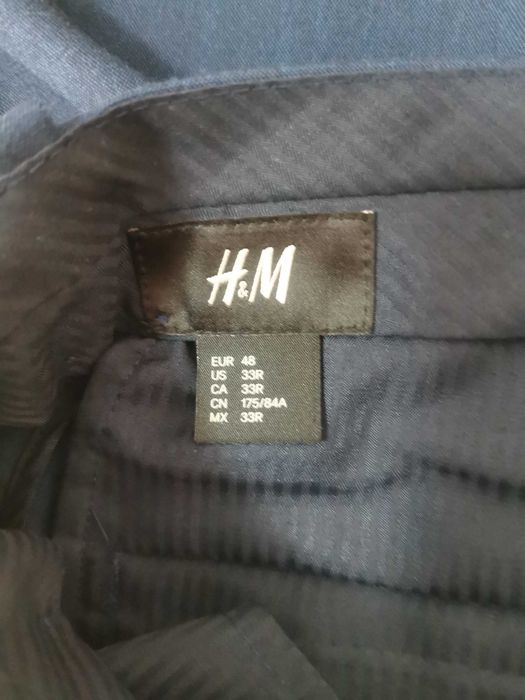 H&M
EUR 48
US 33R
CA 33R
CN 175/84A
MX 33R